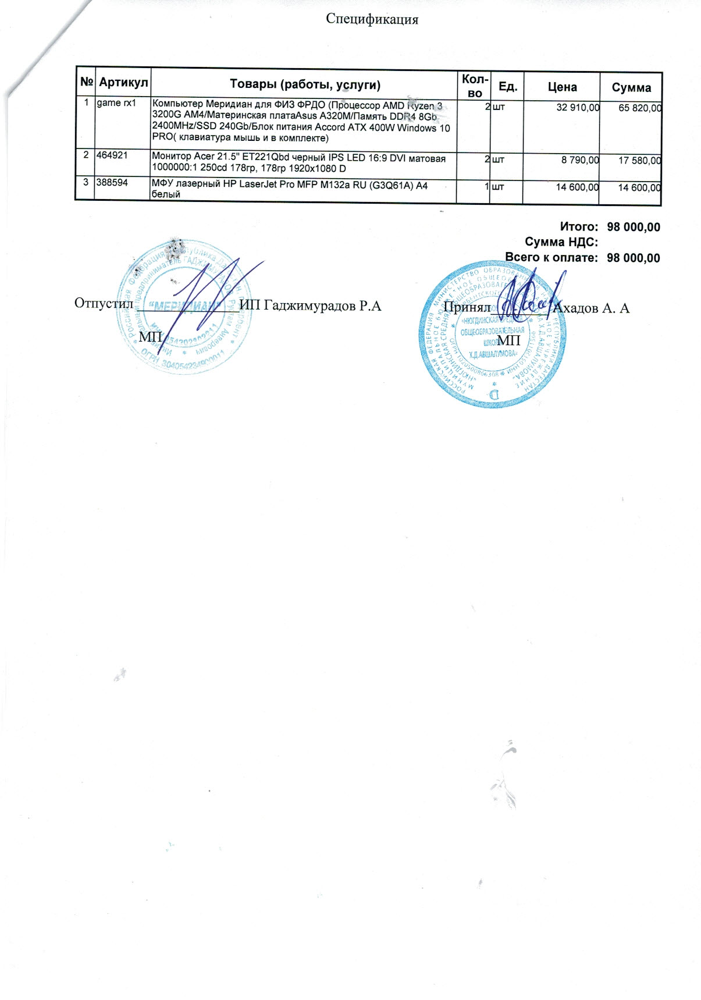 Спецификация
№ Артикул Товары (работы, услуги) Кол-во Ед. Цена Сумма
1 game rx1 Компьютер Меридиан для ФИЗ ФРДО (Процессор AMD Ryzen 3
3200G AM4/Материнская платаAsus A320M/Память DDR4 8Gb
2400MHz/SSD 240Gb/Блок питания Accord ATX 400W Windows 10
PRO( клавиатура мышь и в комплекте) 2 шт 32 910,00 65 820,00
2 464921 Монитор Acer 21.5" ET221Qbd черный IPS LED 16:9 DVI матовая
1000000:1 250cd 178гр, 178гр 1920x1080 D 2 шт 8 790,00 17 580,00
3 388594 МФУ лазерный HP LaserJet Pro MFP M132a RU (G3Q61A) A4
белый 1 шт 14 600,00 14 600,00
Итого: 98 000,00
Сумма НДС:
Всего к оплате: 98 000,00
Отпустил ИП Гаджимурадов Р.А
Принял Ахадов А. А
МП
МП
"МЕРИДИАН"
«НЮГДИНСКАЯ СРЕДНЯЯ
ОБЩЕОБРАЗОВАТЕЛЬНАЯ
ШКОЛА
Х.Д.АВШАЛУМОВА»